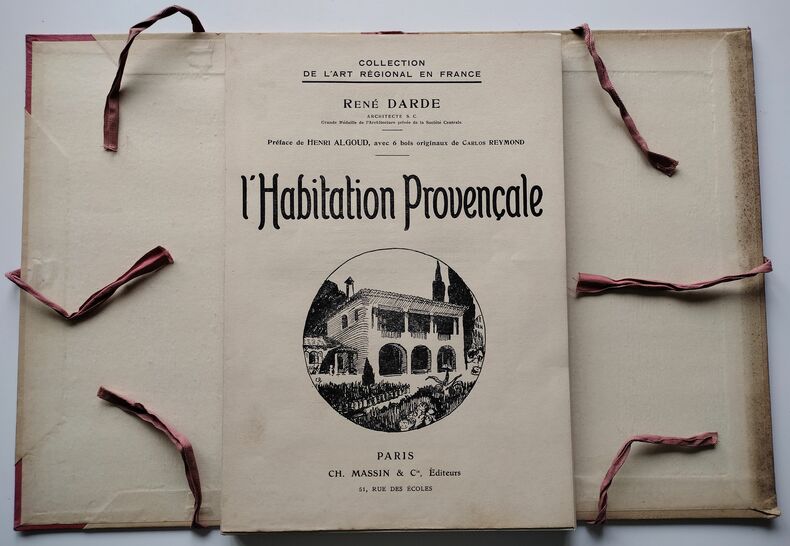 COLLECTION
DE L'ART RÉGIONAL EN FRANCE
RENÉ DARDE
ARCHITECTE S. C.
Grande Médaille de l'Architecture privée de la Société Centrale
Préface de HENRI ALGOUD, avec 6 bois originaux de CARLOS REYMOND
l'Habitation Provençale
PARIS
CH. MASSIN & Cie, Éditeurs
51, RUE DES ÉCOLES